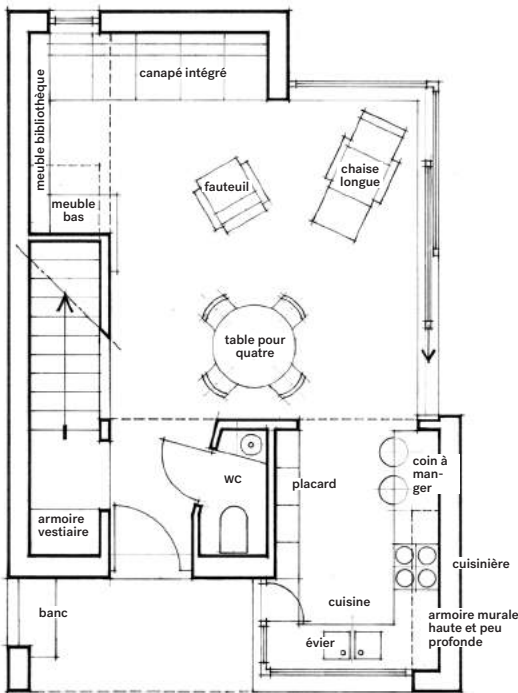 canapé intégré
meuble bibliothèque
meuble
bas
fauteuil
chaise
longue
table pour
quatre
WC
placard
coin à
man-
ger
armoire
vestiaire
cuisinière
banc
cuisine
armoire murale
haute et peu
profonde
évier